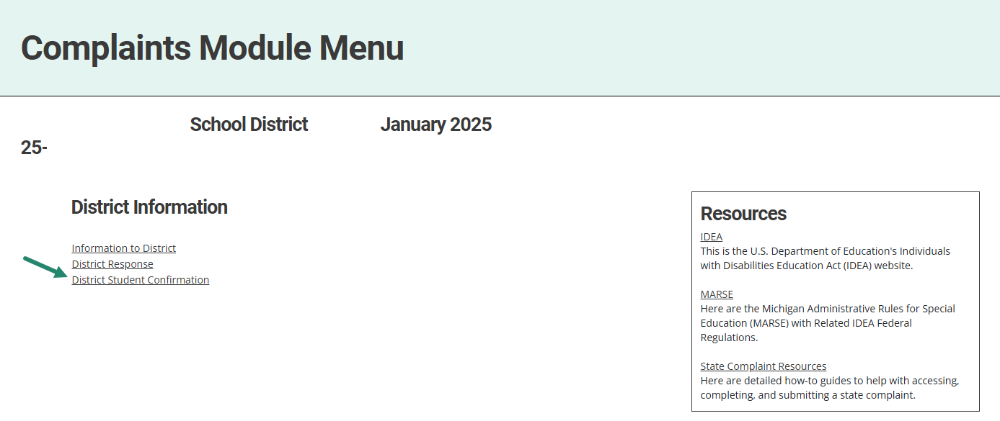 Complaints Module Menu
School District January 2025
25-
District Information
Information to District
District Response
District Student Confirmation
Resources
IDEA
This is the U.S. Department of Education's Individuals
with Disabilities Education Act (IDEA) website.
MARSE
Here are the Michigan Administrative Rules for Special
Education (MARSE) with Related IDEA Federal
Regulations.
State Complaint Resources
Here are detailed how-to guides to help with accessing,
completing, and submitting a state complaint.